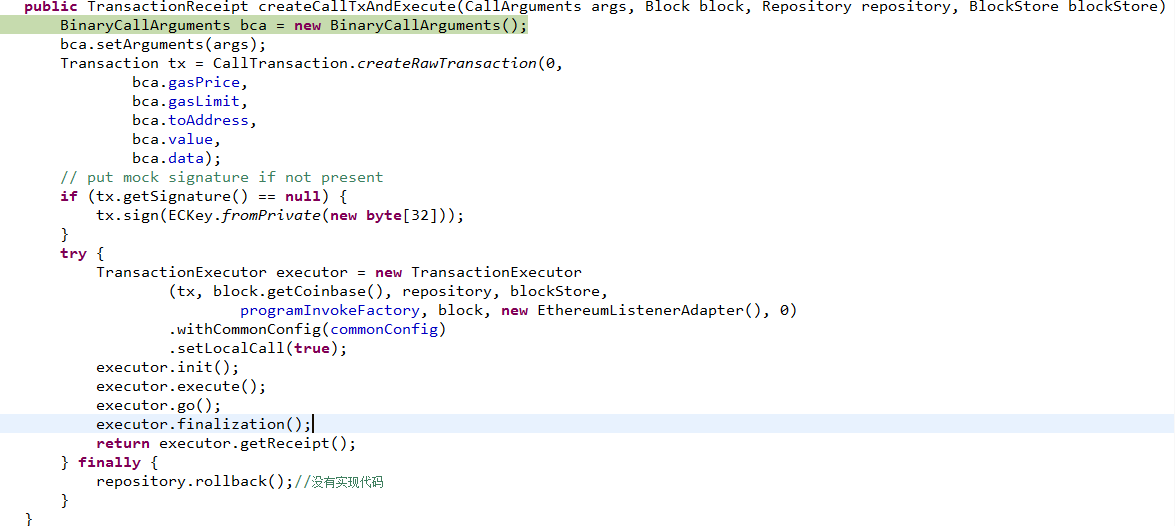 public TransactionReceipt createCallTxAndExecute(CallArguments args, Block block, Repository repository, BlockStore blockStore)
BinaryCallArguments bca = new BinaryCallArguments();
bca.setArguments(args);
Transaction tx = CallTransaction.createRawTransaction(0,
bca.gasPrice,
bca.gasLimit,
bca.toAddress,
bca.value,
bca.data);
// put mock signature if not present
if (tx.getSignature() == null) {
tx.sign(ECKey.fromPrivate(new byte[32]));
}
try {
TransactionExecutor executor = new TransactionExecutor
(tx, block.getCoinbase(), repository, blockStore,
programInvokeFactory, block, new EthereumListenerAdapter(), 0)
.withCommonConfig(commonConfig)
.setLocalCall(true);
executor.init();
executor.execute();
executor.go();
executor.finalization();
return executor.getReceipt();
} finally {
repository.rollback();//没有实现代码
}
}